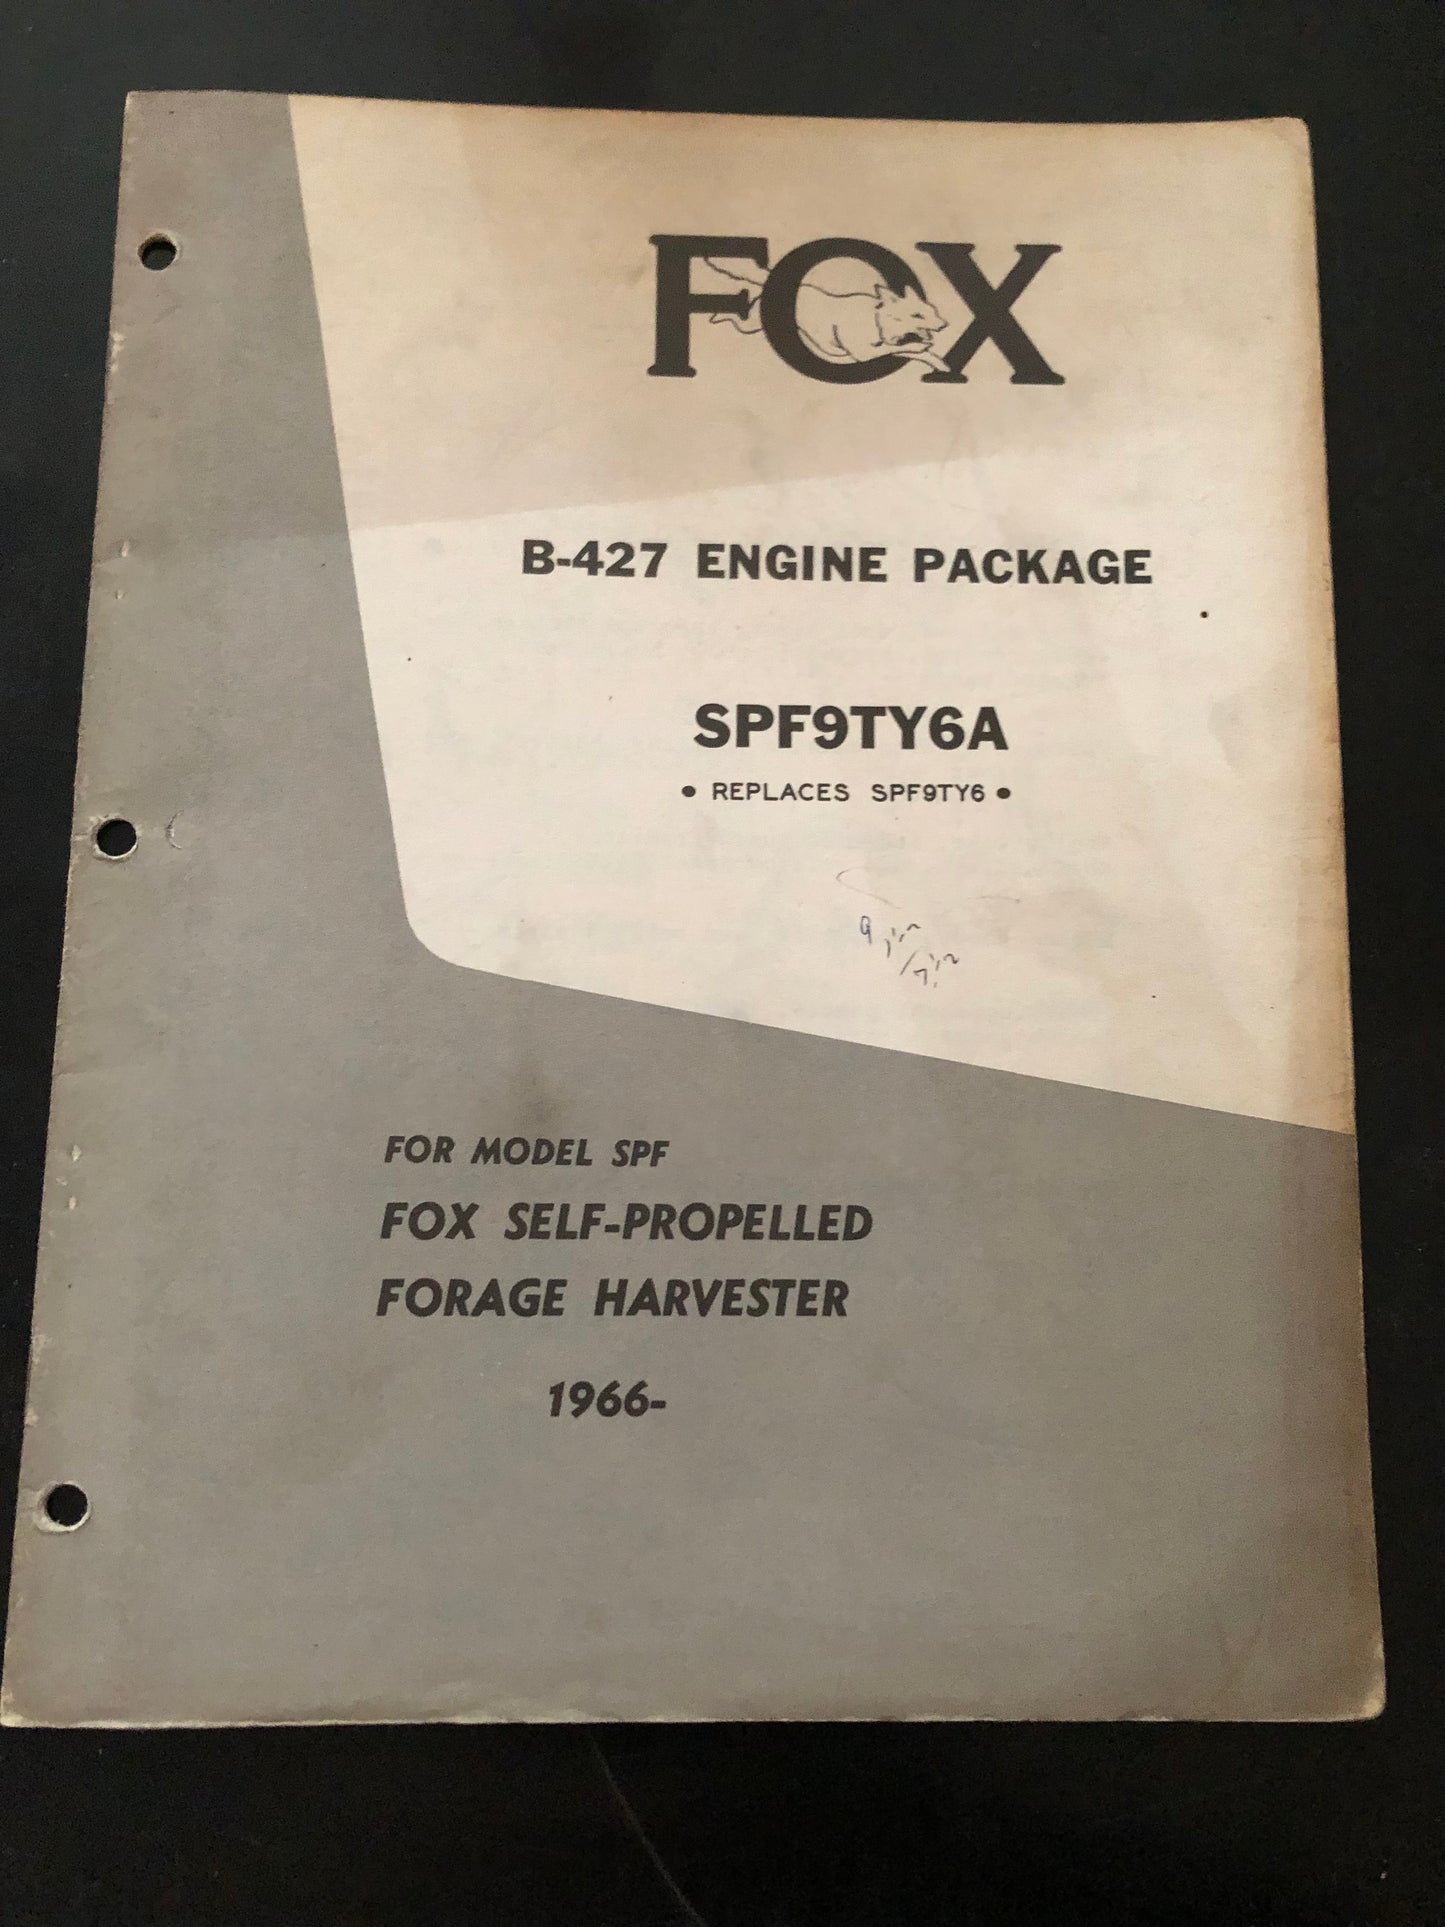 FOX
B-427 ENGINE PACKAGE
SPF9TY6A
• REPLACES SPF9TY6 •
FOR MODEL SPF
FOX SELF-PROPELLED
FORAGE HARVESTER
1966-